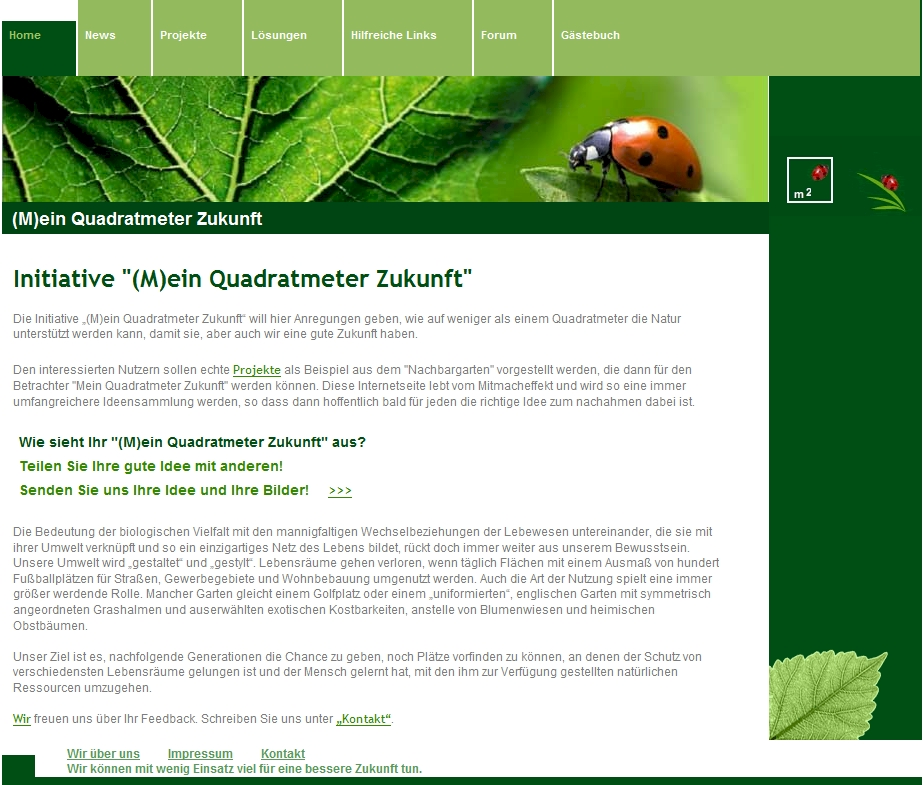 Home News Projekte Lösungen Hilfreiche Links Forum Gästebuch
m 2
(M)ein Quadratmeter Zukunft
Initiative "(M)ein Quadratmeter Zukunft"
Die Initiative „(M)ein Quadratmeter Zukunft“ will hier Anregungen geben, wie auf weniger als einem Quadratmeter die Natur
unterstützt werden kann, damit sie, aber auch wir eine gute Zukunft haben.
Den interessierten Nutzern sollen echte Projekte als Beispiel aus dem "Nachbargarten" vorgestellt werden, die dann für den
Betrachter "Mein Quadratmeter Zukunft" werden können. Diese Internetseite lebt vom Mitmacheffekt und wird so eine immer
umfangreichere Ideensammlung werden, so dass dann hoffentlich bald für jeden die richtige Idee zum nachahmen dabei ist.
Wie sieht Ihr "(M)ein Quadratmeter Zukunft" aus?
Teilen Sie Ihre gute Idee mit anderen!
Senden Sie uns Ihre Idee und Ihre Bilder! >>>
Die Bedeutung der biologischen Vielfalt mit den mannigfaltigen Wechselbeziehungen der Lebewesen untereinander, die sie mit
ihrer Umwelt verknüpft und so ein einzigartiges Netz des Lebens bildet, rückt doch immer weiter aus unserem Bewusstsein.
Unsere Umwelt wird „gestaltet“ und „gestylt“. Lebensräume gehen verloren, wenn täglich Flächen mit einem Ausmaß von hundert
Fußballplätzen für Straßen, Gewerbegebiete und Wohnbebauung umgenutzt werden. Auch die Art der Nutzung spielt eine immer
größer werdende Rolle. Mancher Garten gleicht einem Golfplatz oder einem „uniformierten“, englischen Garten mit symmetrisch
angeordneten Grashalmen und auserwählten exotischen Kostbarkeiten, anstelle von Blumenwiesen und heimischen
Obstbäumen.
Unser Ziel ist es, nachfolgende Generationen die Chance zu geben, noch Plätze vorfinden zu können, an denen der Schutz von
verschiedensten Lebensräume gelungen ist und der Mensch gelernt hat, mit den ihm zur Verfügung gestellten natürlichen
Ressourcen umzugehen.
Wir freuen uns über Ihr Feedback. Schreiben Sie uns unter „Kontakt“.
Wir über uns Impressum Kontakt
Wir können mit wenig Einsatz viel für eine bessere Zukunft tun.